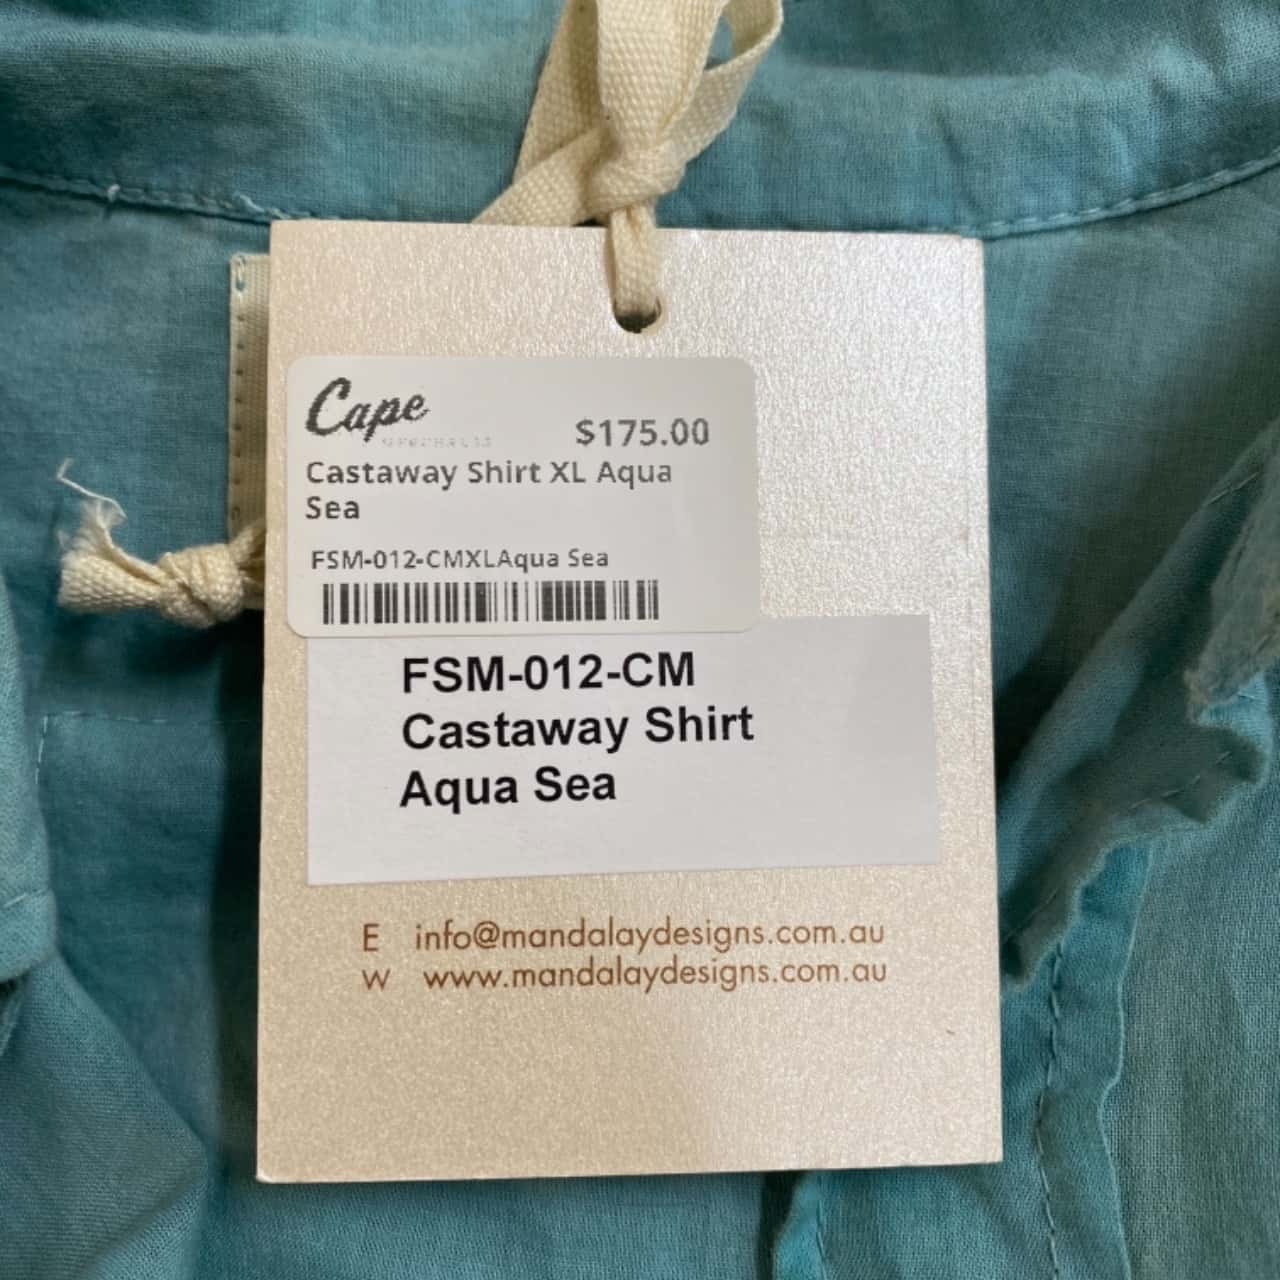 Cape
$175.00
Castaway Shirt XL Aqua
Sea
FSM-012-CMXLAqua Sea
FSM-012-CM
Castaway Shirt
Aqua Sea
E info@mandalaydesigns.com.au
W www.mandalaydesigns.com.au